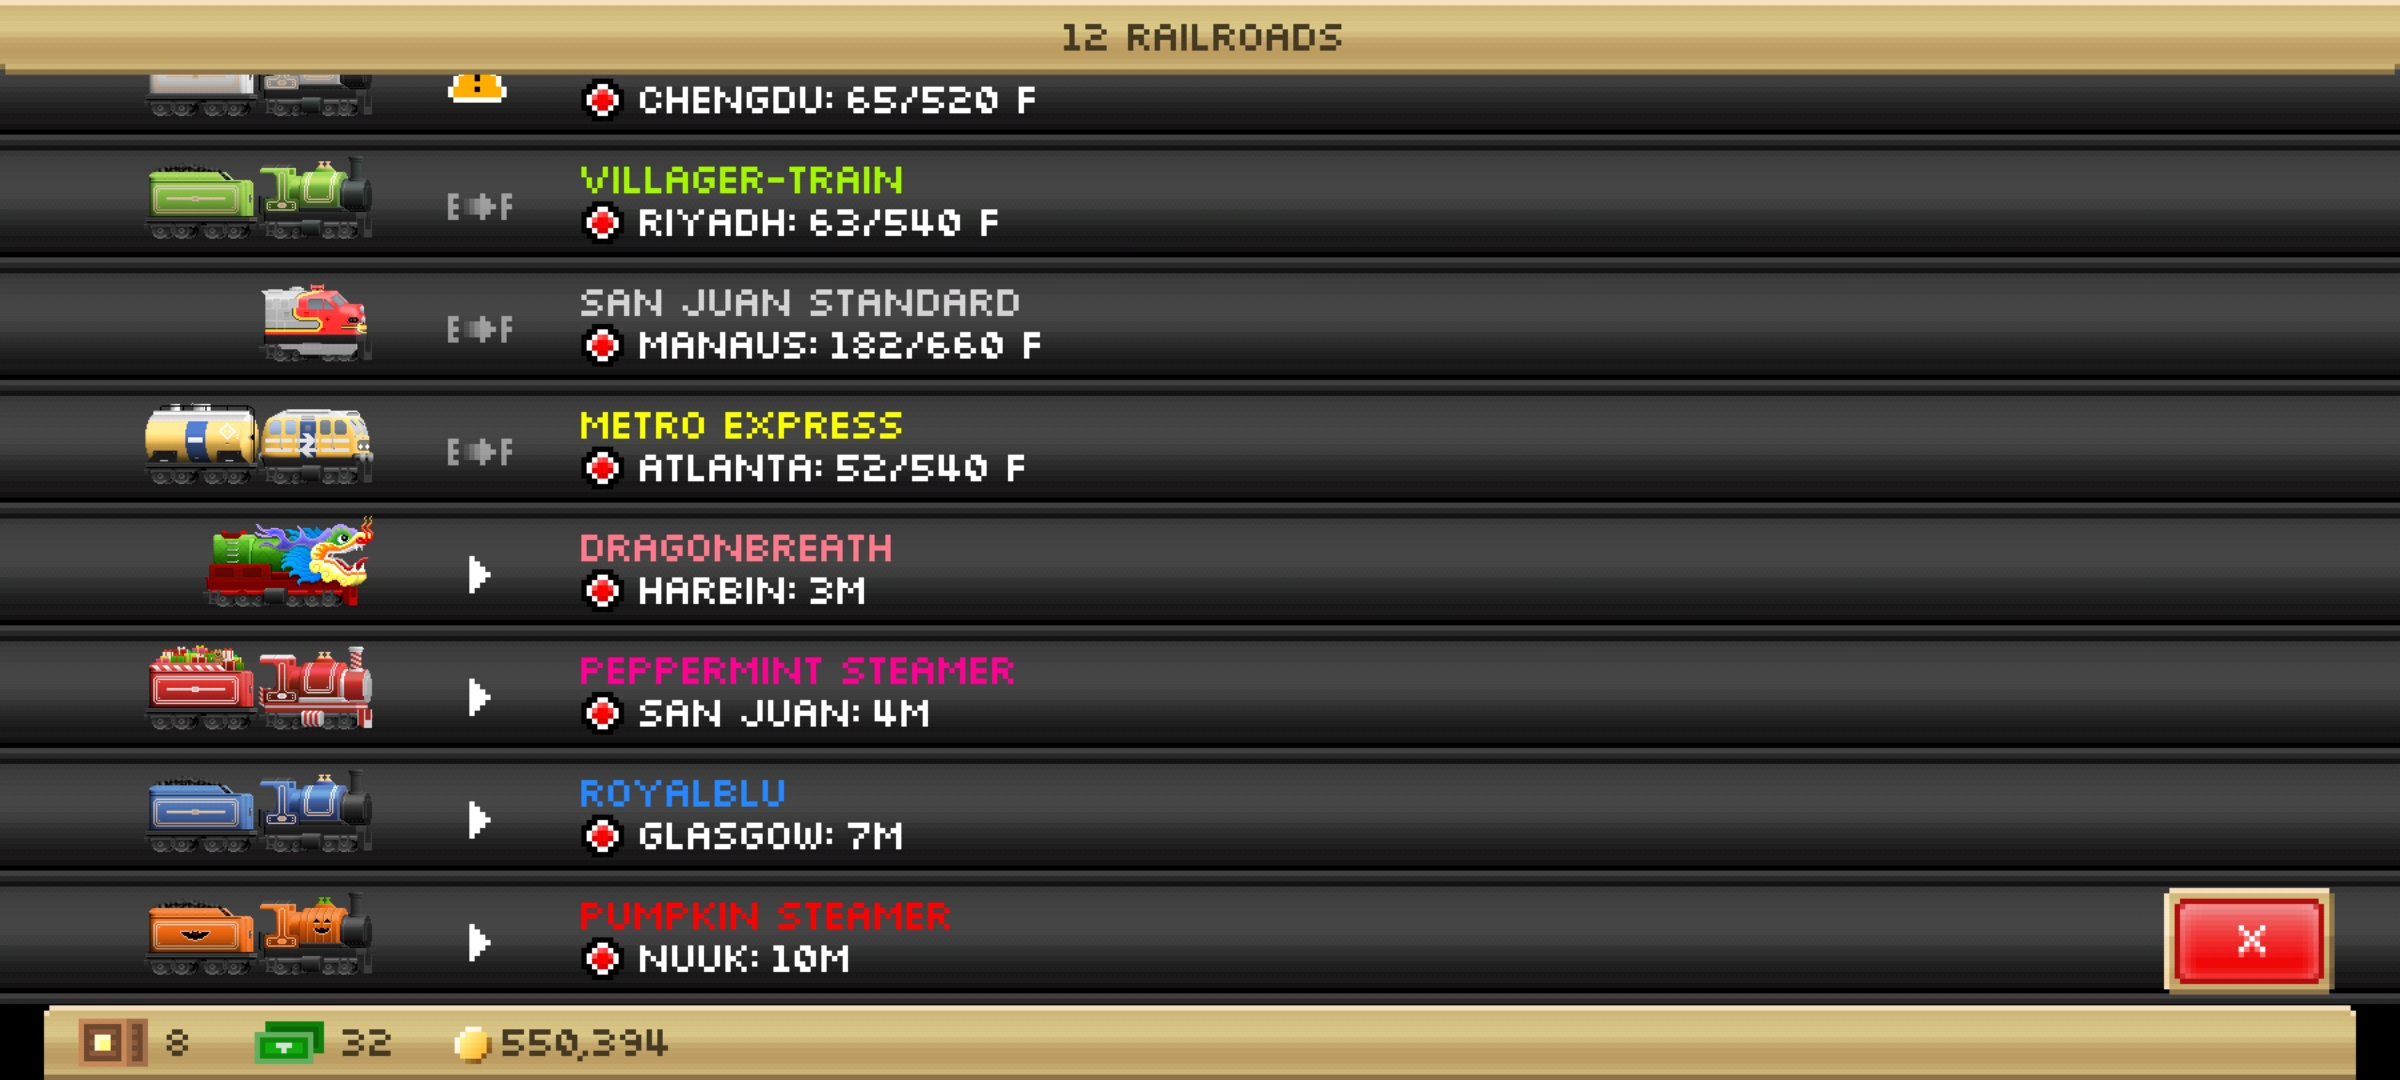 12 RAILROADS
CHENGDU: 65/520 F
VILLAGER-TRAIN
E F RIYADH: 63/540 F
SAN JUAN STANDARD
E F MANAUS: 182/660 F
METRO EXPRESS
E F ATLANTA: 52/540 F
DRAGONBREATH
HARBIN: 3M
PEPPERMINT STEAMER
SAN JUAN: 4M
ROYALBLU
GLASGOW: 7M
PUMPKIN STEAMER
NUUK: 10M
X
8 32 550,394